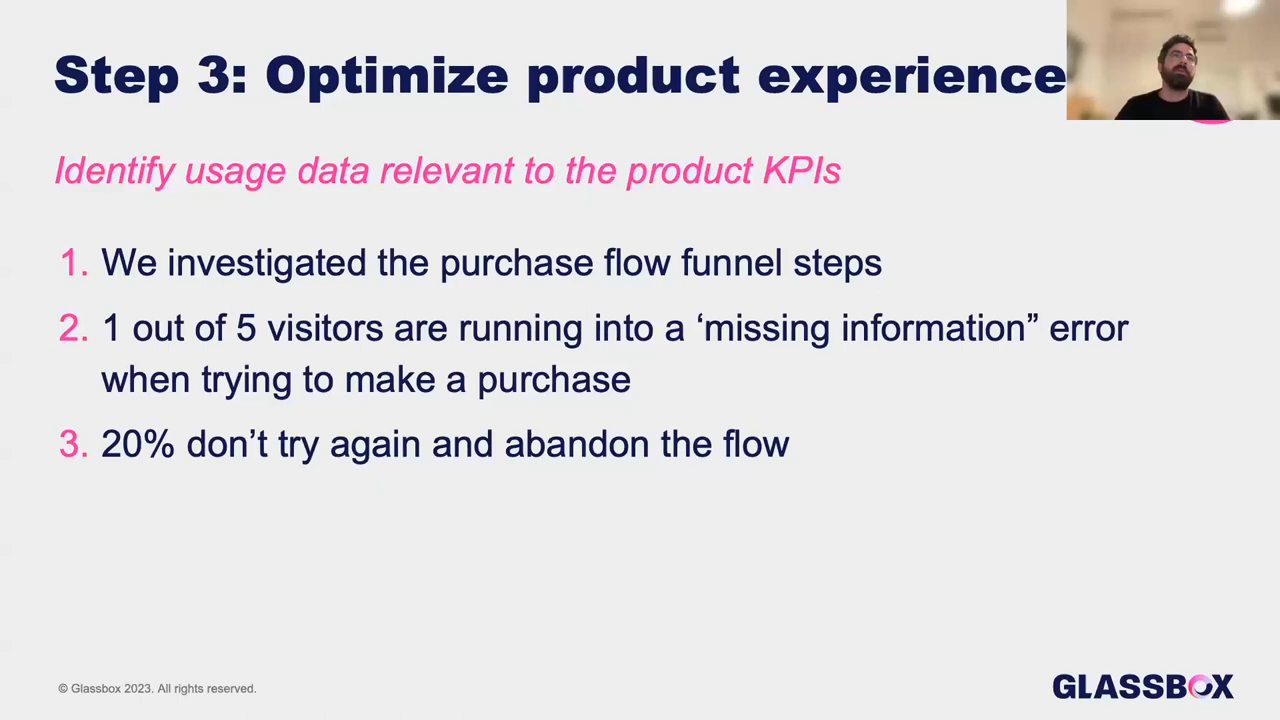 Step 3: Optimize product experience
Identify usage data relevant to the product KPIs
1. We investigated the purchase flow funnel steps
2. 1 out of 5 visitors are running into a ‘missing information” error
when trying to make a purchase
3. 20% don’t try again and abandon the flow
© Glassbox 2023. All rights reserved.
GLASSBOX